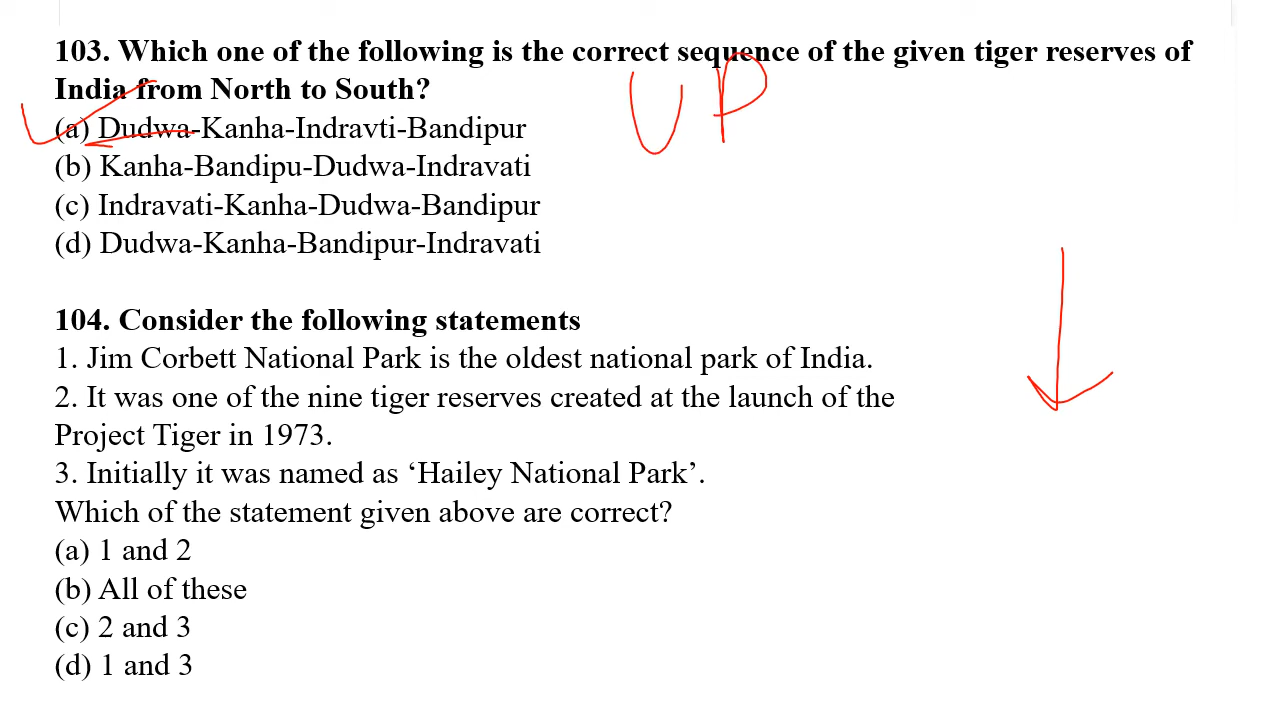 103. Which one of the following is the correct sequence of the given tiger reserves of
India from North to South?
UP
(a) Dudwa-Kanha-Indravti-Bandipur
(b) Kanha-Bandipu-Dudwa-Indravati
(c) Indravati-Kanha-Dudwa-Bandipur
(d) Dudwa-Kanha-Bandipur-Indravati
104. Consider the following statements
1. Jim Corbett National Park is the oldest national park of India.
2. It was one of the nine tiger reserves created at the launch of the
Project Tiger in 1973.
3. Initially it was named as ‘Hailey National Park’.
Which of the statement given above are correct?
(a) 1 and 2
(b) All of these
(c) 2 and 3
(d) 1 and 3